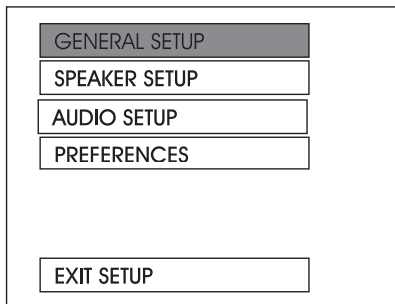 GENERAL SETUP
SPEAKER SETUP
AUDIO SETUP
PREFERENCES
EXIT SETUP